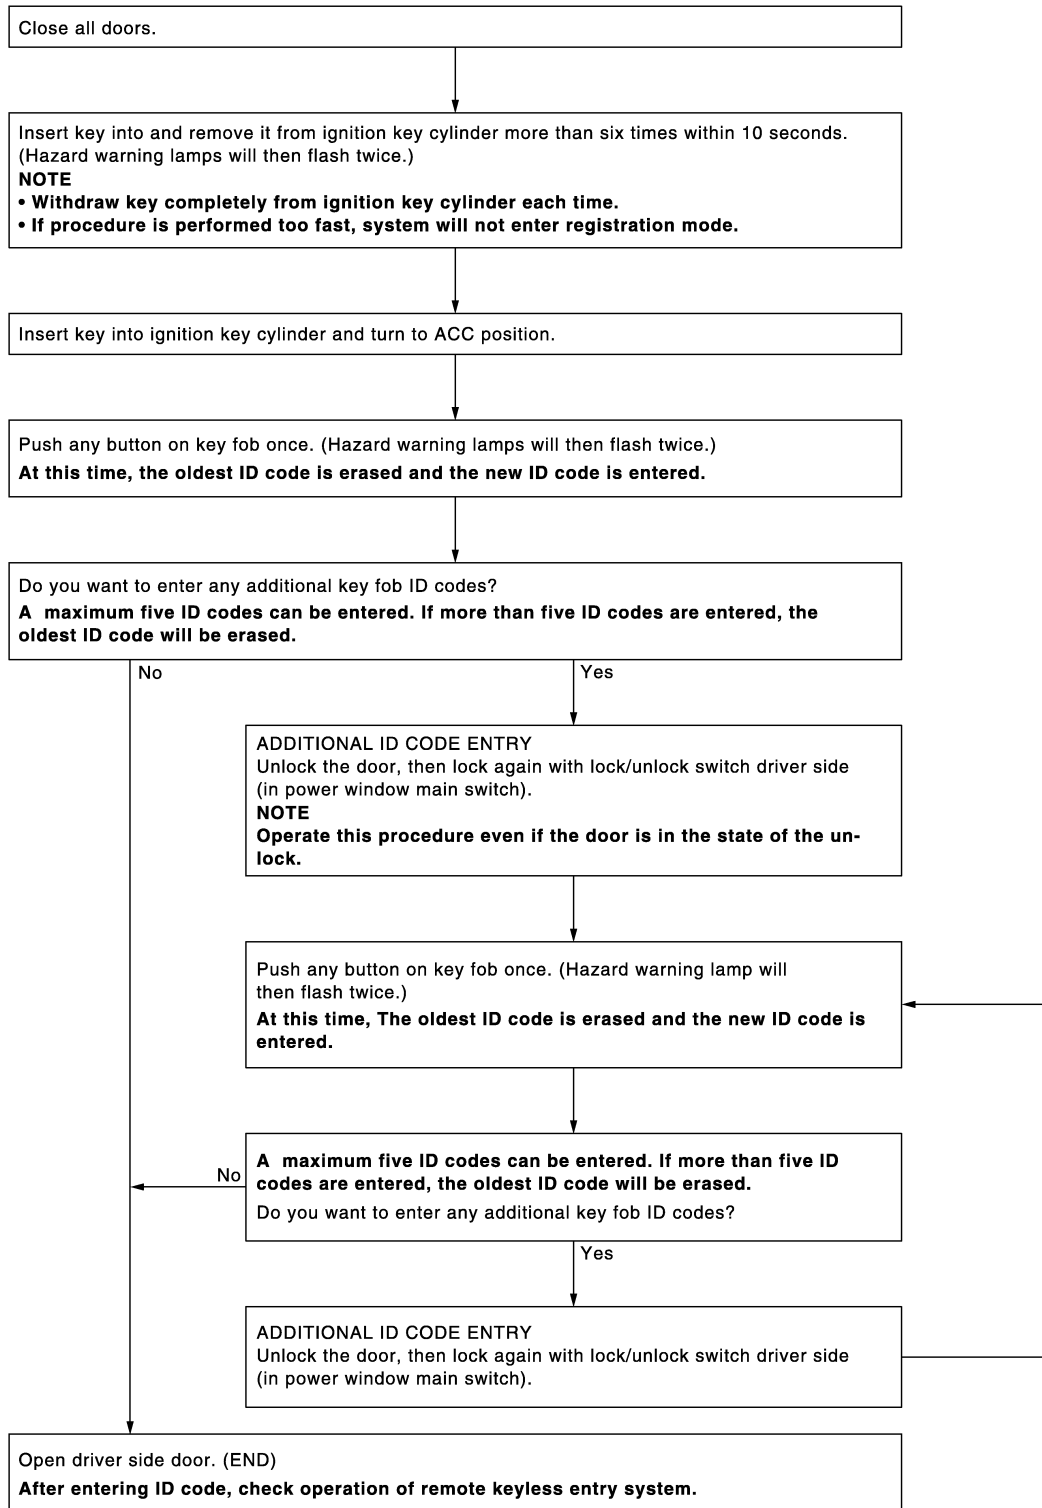 Close all doors.
Insert key into and remove it from ignition key cylinder more than six times within 10 seconds.
(Hazard warning lamps will then flash twice.)
NOTE
• Withdraw key completely from ignition key cylinder each time.
• If procedure is performed too fast, system will not enter registration mode.
Insert key into ignition key cylinder and turn to ACC position.
Push any button on key fob once. (Hazard warning lamps will then flash twice.)
At this time, the oldest ID code is erased and the new ID code is entered.
Do you want to enter any additional key fob ID codes?
A maximum five ID codes can be entered. If more than five ID codes are entered, the
oldest ID code will be erased.
No
Yes
ADDITIONAL ID CODE ENTRY
Unlock the door, then lock again with lock/unlock switch driver side
(in power window main switch).
NOTE
Operate this procedure even if the door is in the state of the un-
lock.
Push any button on key fob once. (Hazard warning lamp will
then flash twice.)
At this time, The oldest ID code is erased and the new ID code is
entered.
No
A maximum five ID codes can be entered. If more than five ID
codes are entered, the oldest ID code will be erased.
Do you want to enter any additional key fob ID codes?
Yes
ADDITIONAL ID CODE ENTRY
Unlock the door, then lock again with lock/unlock switch driver side
(in power window main switch).
Open driver side door. (END)
After entering ID code, check operation of remote keyless entry system.